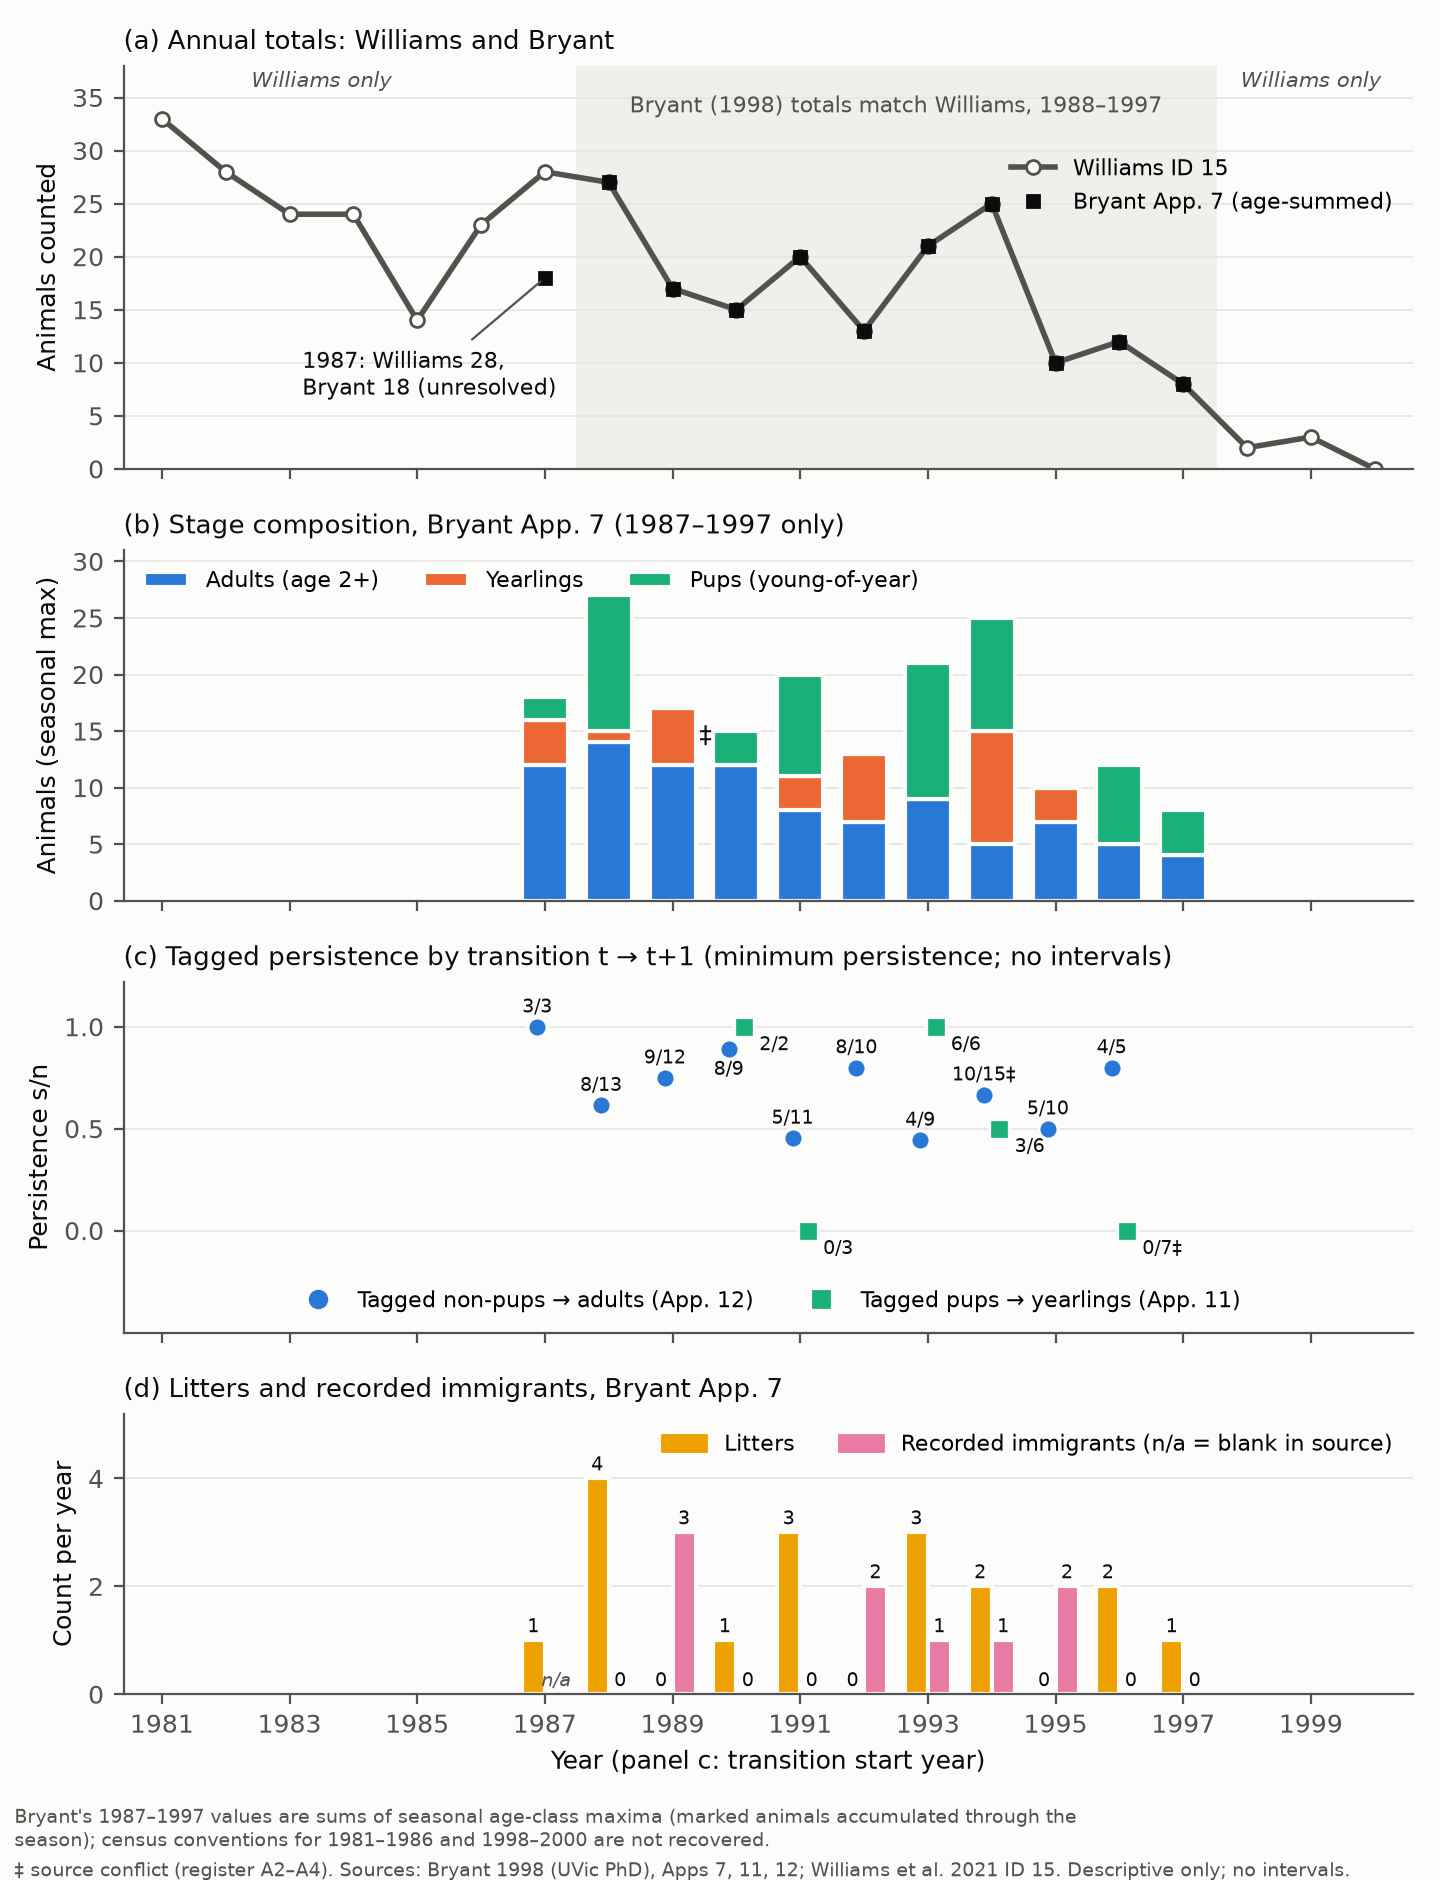 (a) Annual totals: Williams and Bryant
Williams only
Williams only
Bryant (1998) totals match Williams, 1988–1997
Williams ID 15
Bryant App. 7 (age-summed)
1987: Williams 28,
Bryant 18 (unresolved)
Animals counted
35
30
25
20
15
10
5
0
(b) Stage composition, Bryant App. 7 (1987–1997 only)
Adults (age 2+)
Yearlings
Pups (young-of-year)
Animals (seasonal max)
30
25
20
15
10
5
0
‡
(c) Tagged persistence by transition t → t+1 (minimum persistence; no intervals)
Persistence s/n
1.0
0.5
0.0
3/3
8/13
9/12
8/9
2/2
5/11
0/3
8/10
4/9
6/6
10/15‡
3/6
5/10
4/5
0/7‡
Tagged non-pups → adults (App. 12)
Tagged pups → yearlings (App. 11)
(d) Litters and recorded immigrants, Bryant App. 7
Litters
Recorded immigrants (n/a = blank in source)
Count per year
4
2
0
1
n/a
4
0
0
3
1
0
3
0
0
2
3
1
2
1
0
2
2
0
1
0
1981
1983
1985
1987
1989
1991
1993
1995
1997
1999
Year (panel c: transition start year)
Bryant's 1987–1997 values are sums of seasonal age-class maxima (marked animals accumulated through the
season); census conventions for 1981–1986 and 1998–2000 are not recovered.
‡ source conflict (register A2–A4). Sources: Bryant 1998 (UVic PhD), Apps 7, 11, 12; Williams et al. 2021 ID 15. Descriptive only; no intervals.